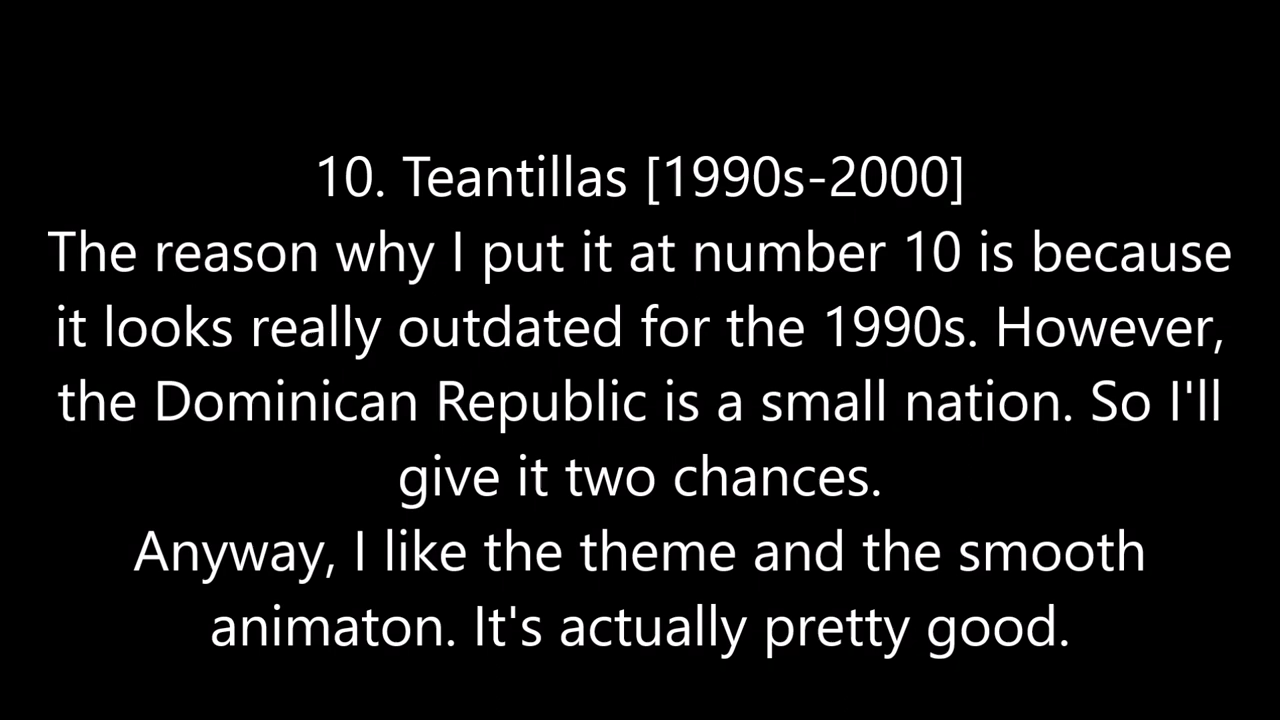 10. Teantillas [1990s-2000]
The reason why I put it at number 10 is because
it looks really outdated for the 1990s. However,
the Dominican Republic is a small nation. So I'll
give it two chances.
Anyway, I like the theme and the smooth
animaton. It's actually pretty good.